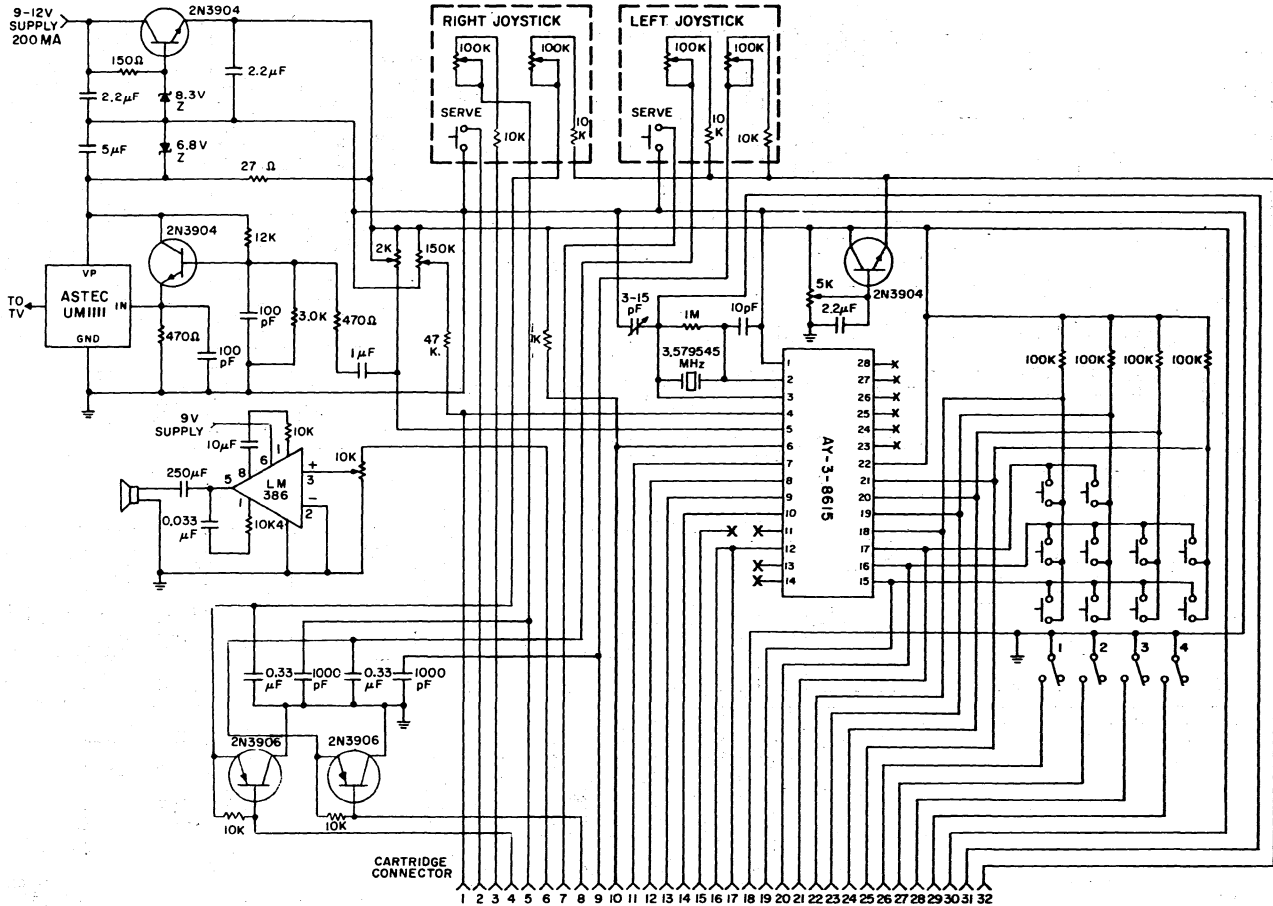 9-12V
SUPPLY
200 MA
2N3904
150Ω
2.2µF
2.2µF
8.3V
Z
5µF
6.8V
Z
27 Ω
RIGHT JOYSTICK
100K
100K
SERVE
10K
10
K
LEFT JOYSTICK
100K
100K
SERVE
10
K
10K
2N3904
12K
VP
ASTEC
UM1111
IN
GND
TO
TV
470Ω
100
pF
100
pF
3.0K
470Ω
1µF
2K
150K
47
K.
1K
3-15
pF
1M
10pF
3.579545
MHz
5K
2.2µF
2N3904
100K
100K
100K
100K
AY-3-8615
1
2
3
4
5
6
7
8
9
10
11
12
13
14
28
27
26
25
24
23
22
21
20
19
18
17
16
15
9V
SUPPLY
10µF
10K
1
6
8
5
250µF
LM
386
+
3
-
2
1
10K
4
0.033
µF
10K
0.33
µF
1000
pF
0.33
µF
1000
pF
2N3906
2N3906
10K
10K
1
2
3
4
CARTRIDGE
CONNECTOR
1 2 3 4 5 6 7 8 9 10 11 12 13 14 15 16 17 18 19 20 21 22 23 24 25 26 27 28 29 30 31 32